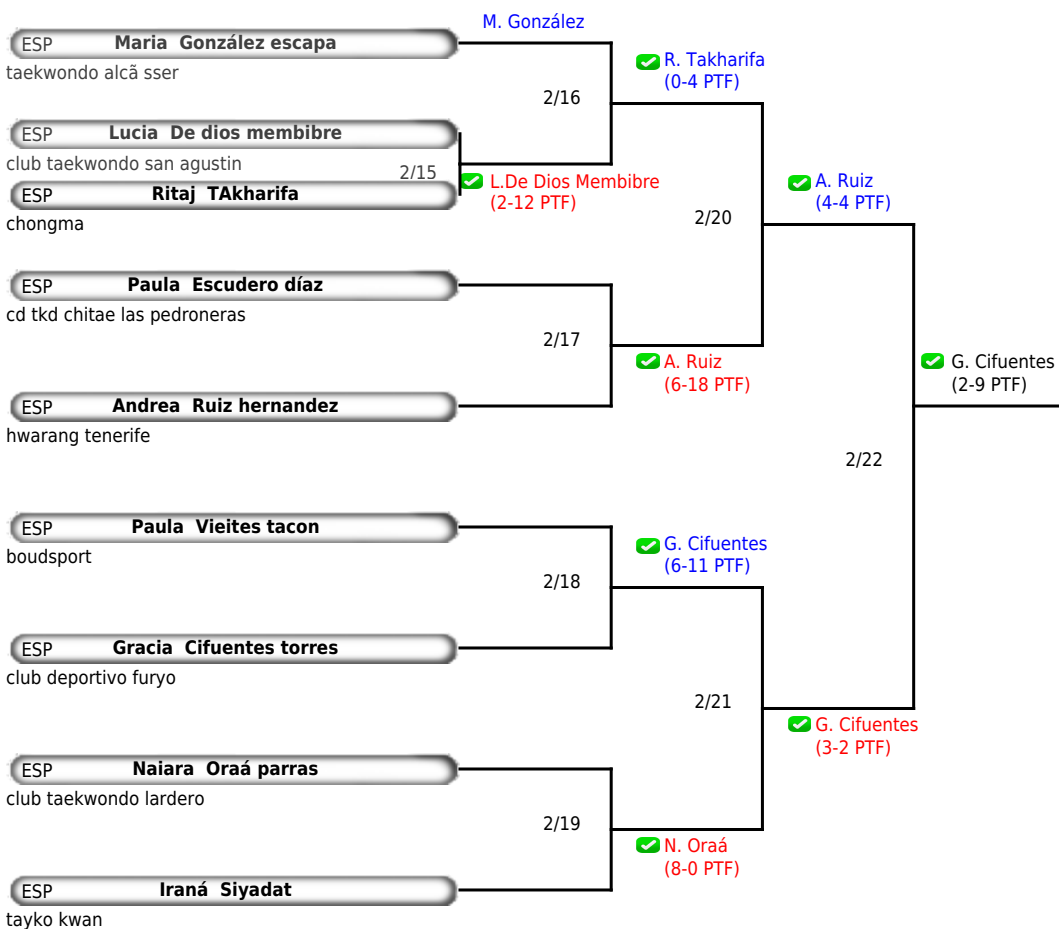 M. González
ESP Maria González escapa
taekwondo alcã sser
R. Takharifa
(0-4 PTF)
2/16
ESP Lucia De dios membibre
club taekwondo san agustin
2/15
L.De Dios Membibre
(2-12 PTF)
ESP Ritaj TAkharifa
chongma
A. Ruiz
(4-4 PTF)
2/20
ESP Paula Escudero díaz
cd tkd chitae las pedroneras
2/17
A. Ruiz
(6-18 PTF)
G. Cifuentes
(2-9 PTF)
ESP Andrea Ruiz hernandez
hwarang tenerife
2/22
ESP Paula Vieites tacon
boudsport
G. Cifuentes
(6-11 PTF)
2/18
ESP Gracia Cifuentes torres
club deportivo furyo
2/21
G. Cifuentes
(3-2 PTF)
ESP Naiara Oraá parras
club taekwondo lardero
2/19
N. Oraá
(8-0 PTF)
ESP Iraná Siyadat
tayko kwan